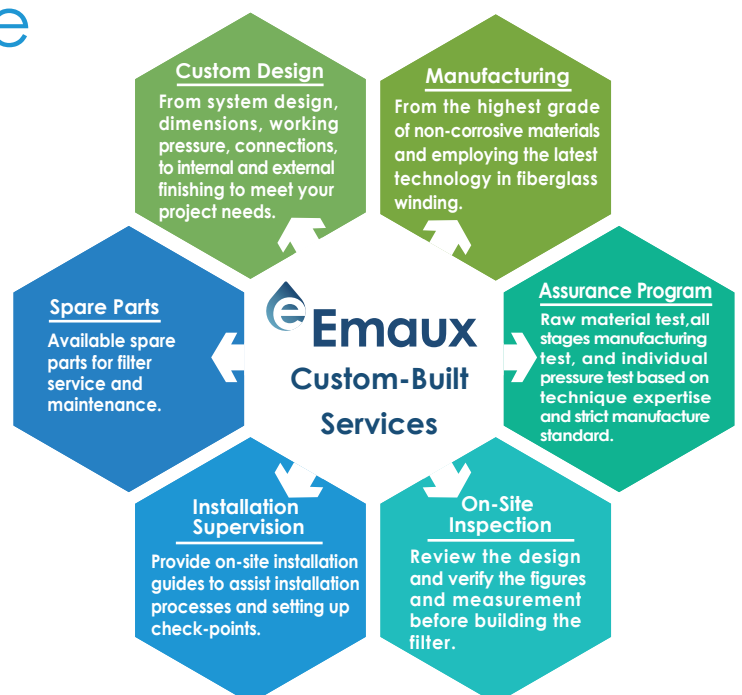 e
Custom Design
From system design,
dimensions, working
pressure, connections,
to internal and external
finishing to meet your
project needs.
Manufacturing
From the highest grade
of non-corrosive materials
and employing the latest
technology in fiberglass
winding.
Spare Parts
Available spare
parts for filter
service and
maintenance.
e Emaux
Custom-Built
Services
Assurance Program
Raw material test,all
stages manufacturing
test, and individual
pressure test based on
technique expertise
and strict manufacture
standard.
Installation
Supervision
Provide on-site installation
guides to assist installation
processes and setting up
check-points.
On-Site
Inspection
Review the design
and verify the figures
and measurement
before building the
filter.